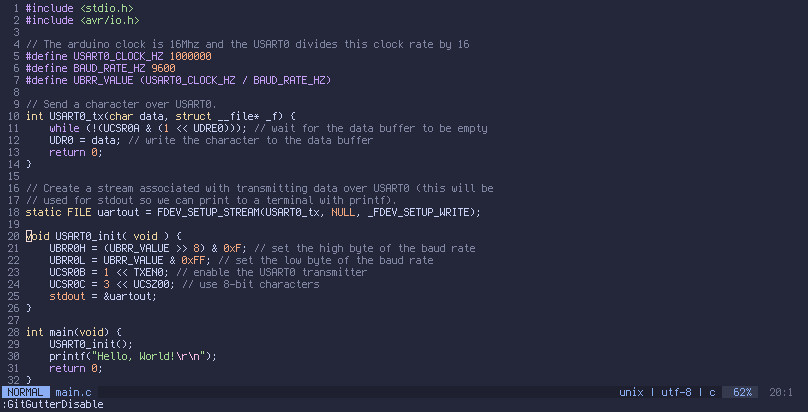 1 #include <stdio.h>
2 #include <avr/io.h>
3
4 // The arduino clock is 16Mhz and the USART0 divides this clock rate by 16
5 #define USART0_CLOCK_HZ 1000000
6 #define BAUD_RATE_HZ 9600
7 #define UBRR_VALUE (USART0_CLOCK_HZ / BAUD_RATE_HZ)
8
9 // Send a character over USART0.
10 int USART0_tx(char data, struct __file* _f) {
11     while (!(UCSR0A & (1 << UDRE0))); // wait for the data buffer to be empty
12     UDR0 = data; // write the character to the data buffer
13     return 0;
14 }
15
16 // Create a stream associated with transmitting data over USART0 (this will be
17 // used for stdout so we can print to a terminal with printf).
18 static FILE uartout = FDEV_SETUP_STREAM(USART0_tx, NULL, _FDEV_SETUP_WRITE);
19
20 void USART0_init( void ) {
21     UBRR0H = (UBRR_VALUE >> 8) & 0xF; // set the high byte of the baud rate
22     UBRR0L = UBRR_VALUE & 0xFF; // set the low byte of the baud rate
23     UCSR0B = 1 << TXEN0; // enable the USART0 transmitter
24     UCSR0C = 3 << UCSZ00; // use 8-bit characters
25     stdout = &uartout;
26 }
27
28 int main(void) {
29     USART0_init();
30     printf("Hello, World!\r\n");
31     return 0;
32 }
NORMAL main.c unix | utf-8 | c 62% 20:1
:GitGutterDisable